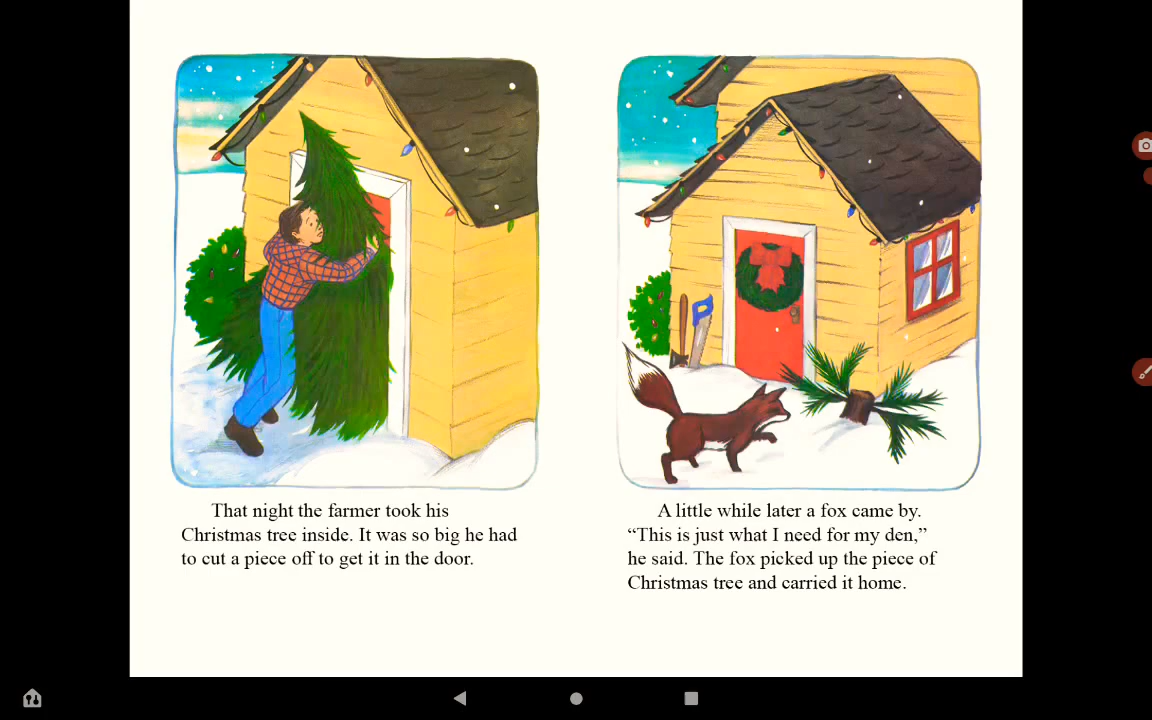 That night the farmer took his
Christmas tree inside. It was so big he had
to cut a piece off to get it in the door.
A little while later a fox came by.
“This is just what I need for my den,”
he said. The fox picked up the piece of
Christmas tree and carried it home.